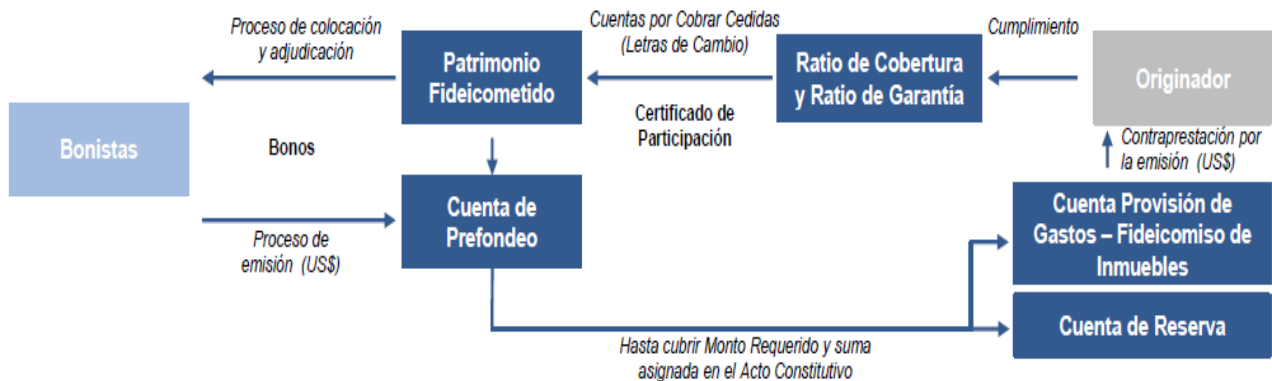 Proceso de colocación
y adjudicación
Cuentas por Cobrar Cedidas
(Letras de Cambio)
Cumplimiento
Patrimonio
Fideicometido
Ratio de Cobertura
y Ratio de Garantía
Originador
Certificado de
Participación
Bonistas
Bonos
Contraprestación por
la emisión (US$)
Cuenta de
Prefondeo
Proceso de
emisión (US$)
Cuenta Provisión de
Gastos – Fideicomiso de
Inmuebles
Cuenta de Reserva
Hasta cubrir Monto Requerido y suma
asignada en el Acto Constitutivo